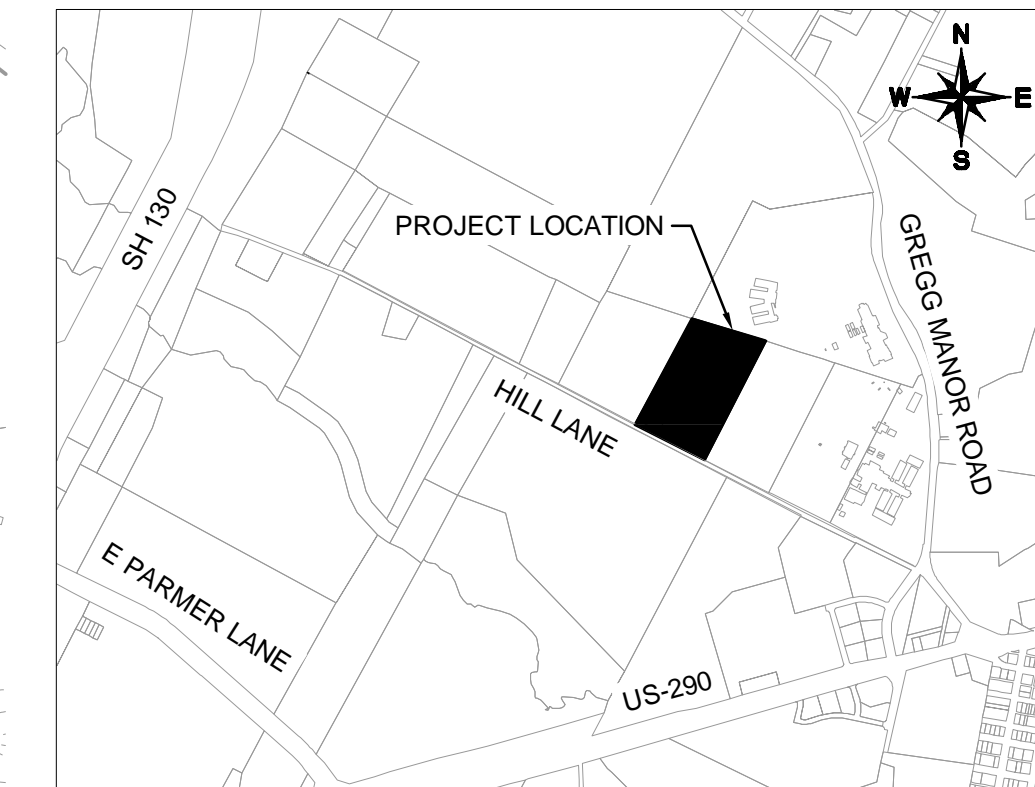 N
W E
S
SH 130
PROJECT LOCATION
GREGG MANOR ROAD
HILL LANE
E PARMER LANE
US-290